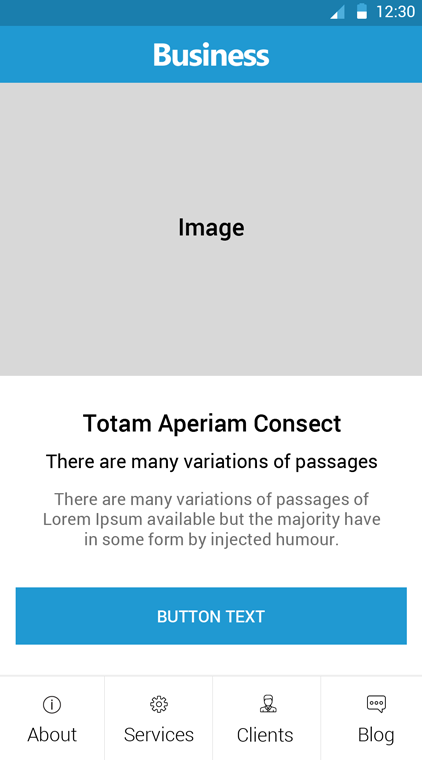 12:30
Business
Image
Totam Aperiam Consect
There are many variations of passages
There are many variations of passages of
Lorem Ipsum available but the majority have
in some form by injected humour.
BUTTON TEXT
About
Services
Clients
Blog